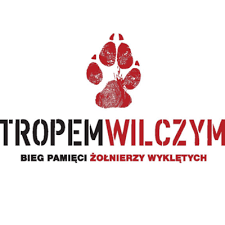 TROPEMWILCZYM
BIEG PAMIĘCI ŻOŁNIERZY WYKLĘTYCH